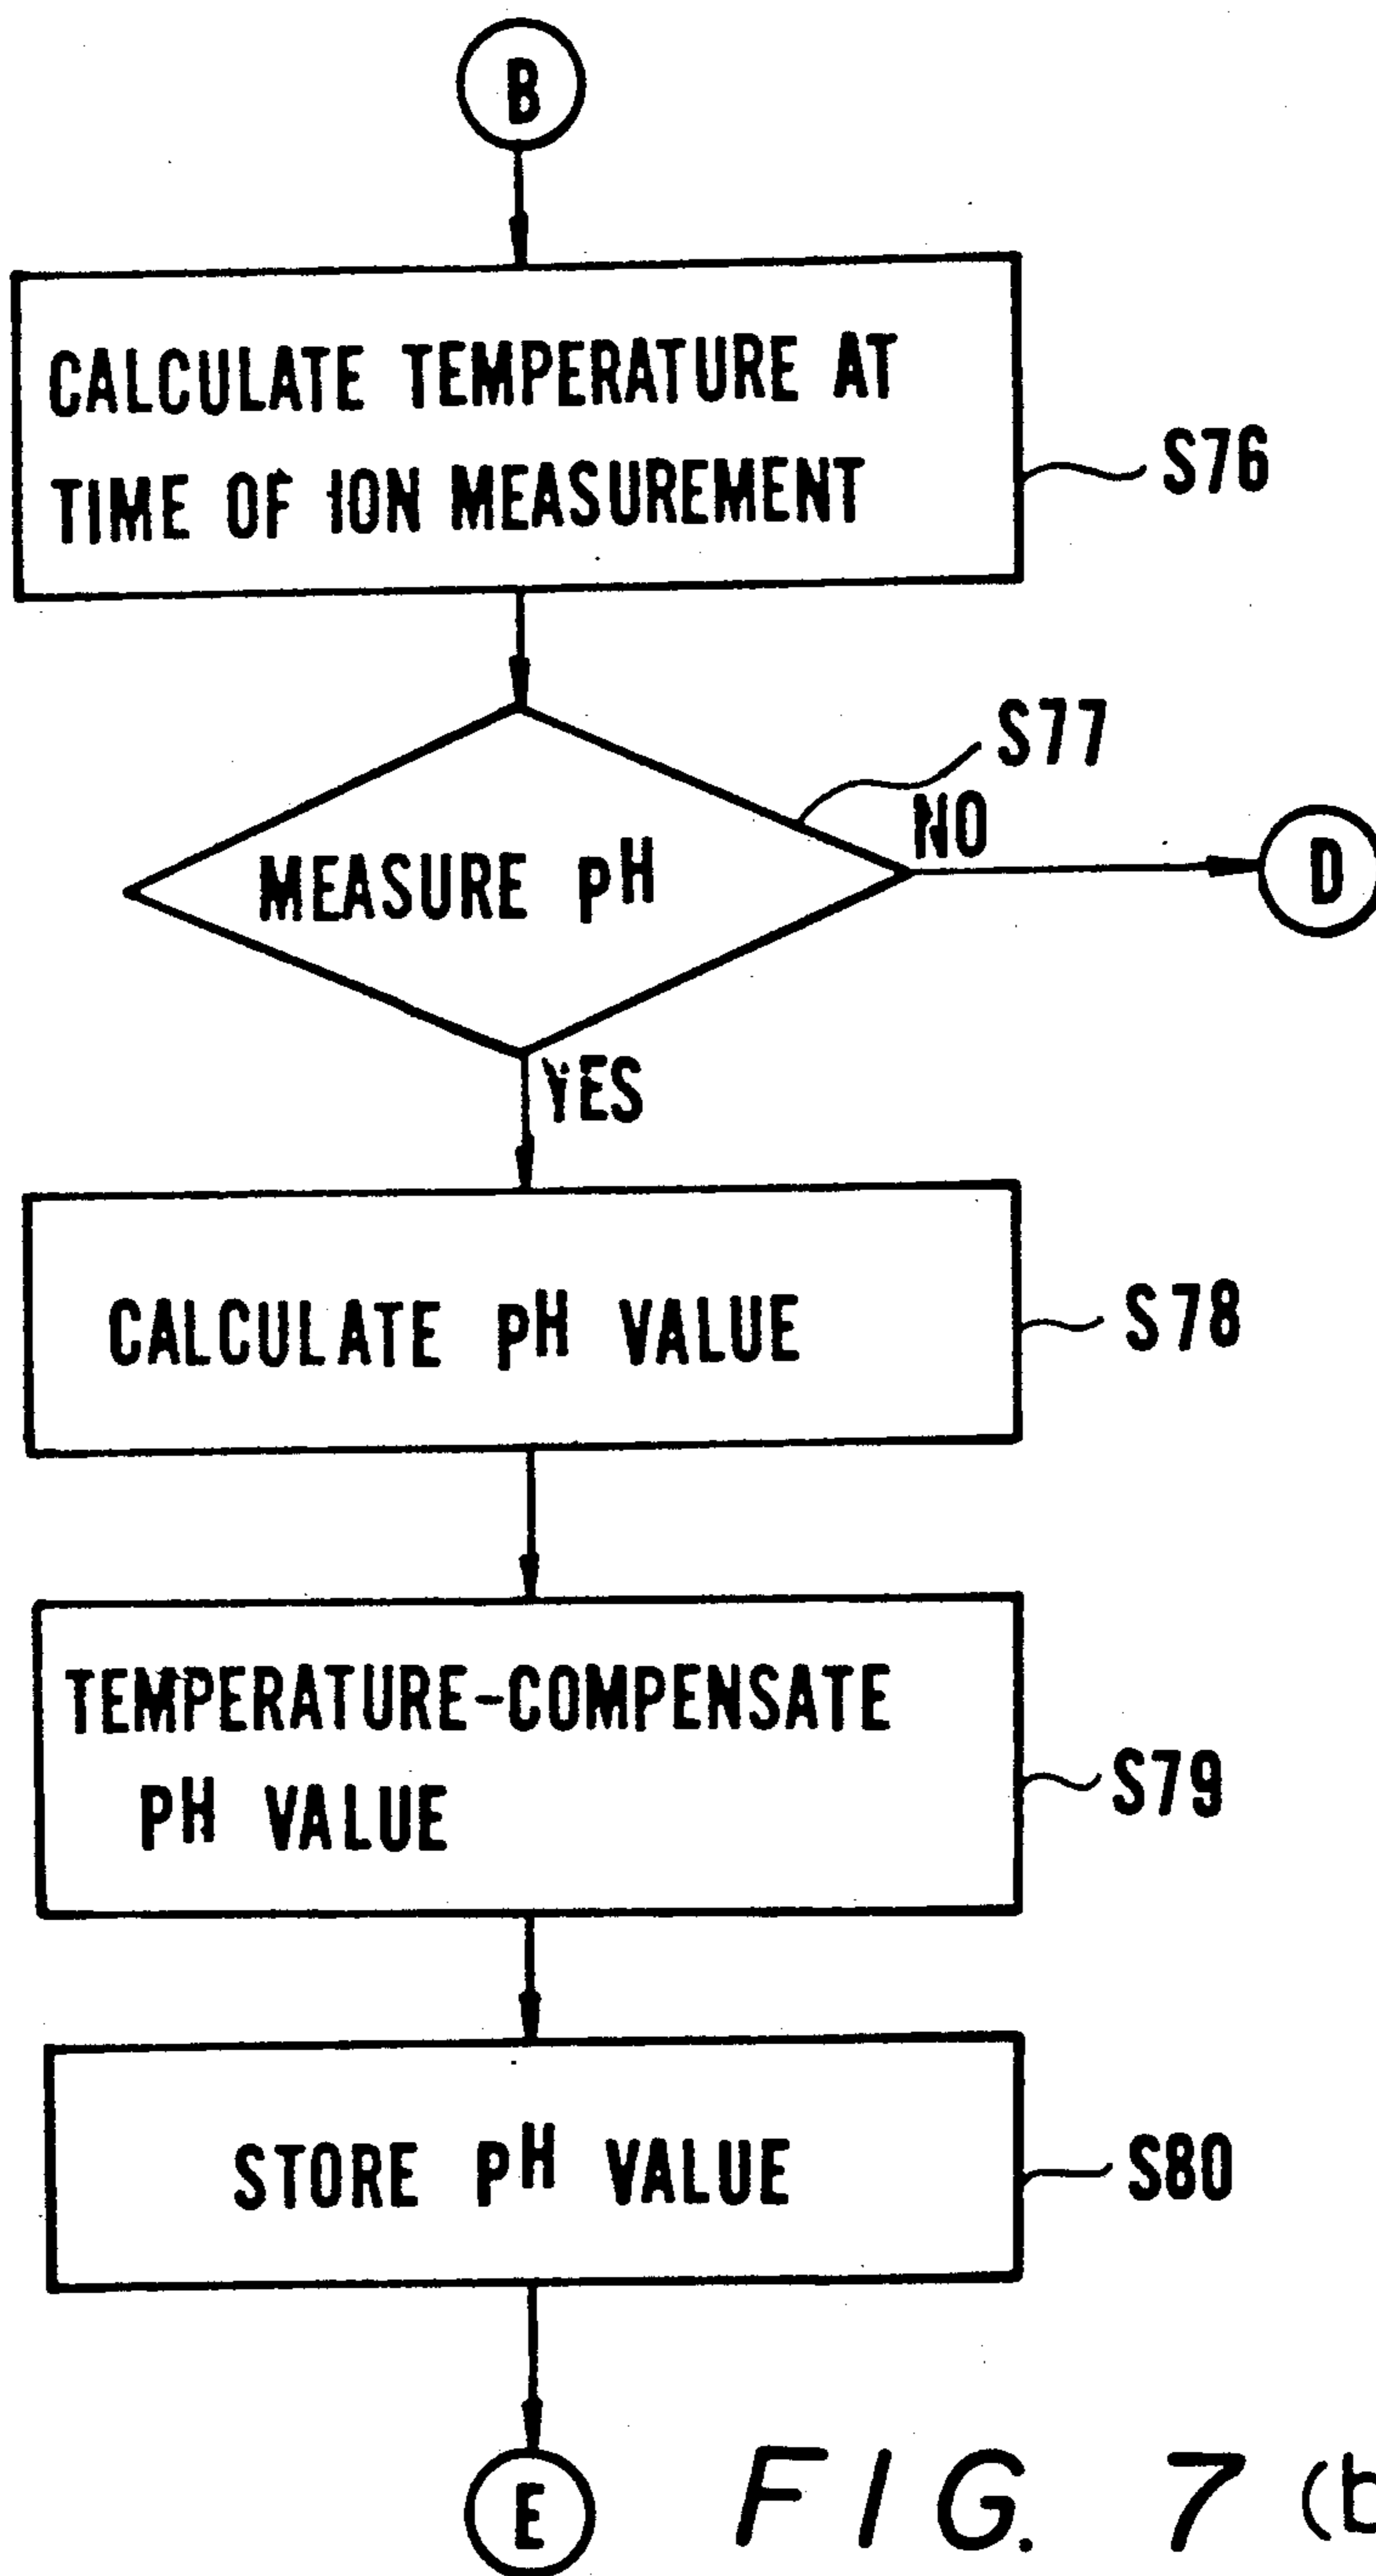 B
CALCULATE TEMPERATURE AT
TIME OF ION MEASUREMENT
S76
S77
NO
MEASURE pH
D
YES
CALCULATE pH VALUE
S78
TEMPERATURE-COMPENSATE
pH VALUE
S79
STORE pH VALUE
S80
E
FIG. 7 (b